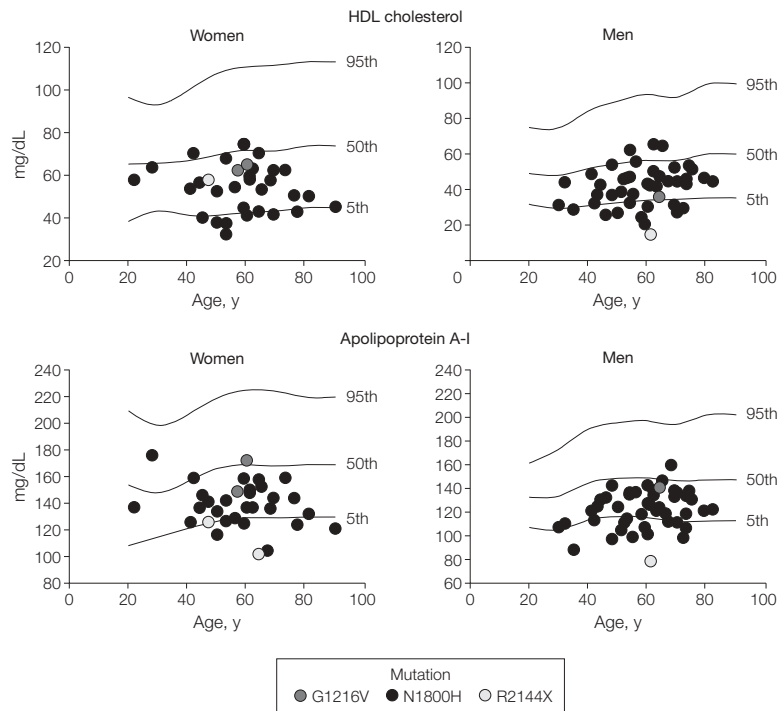 HDL cholesterol
Women
120
100
80
60
40
20
mg/dL
0 20 40 60 80 100
Age, y
95th
50th
5th
Men
120
100
80
60
40
20
0
0 20 40 60 80 100
Age, y
95th
50th
5th
Apolipoprotein A-I
Women
240
220
200
180
160
140
120
100
80
mg/dL
0 20 40 60 80 100
Age, y
95th
50th
5th
Men
240
220
200
180
160
140
120
100
80
60
0 20 40 60 80 100
Age, y
95th
50th
5th
Mutation
G1216V N1800H R2144X